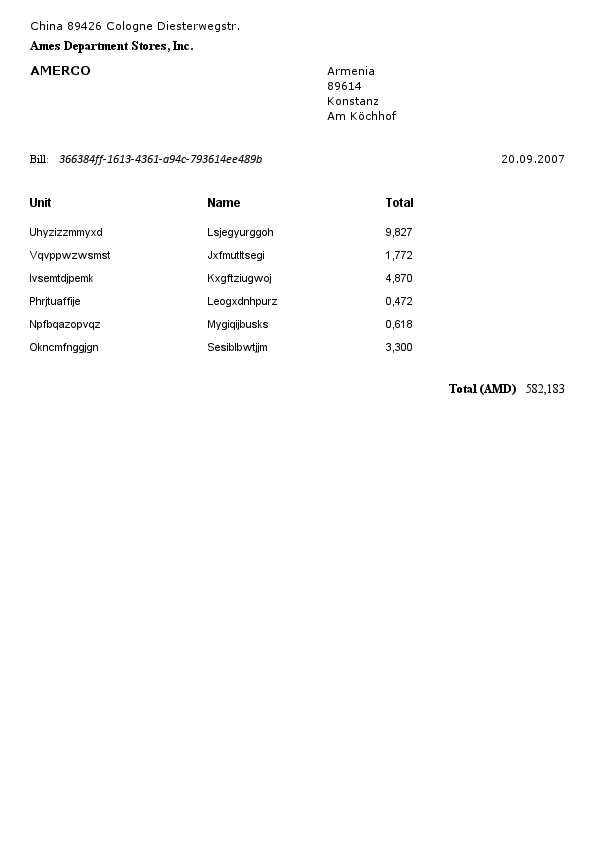 China 89426 Cologne Diesterwegstr.
Ames Department Stores, Inc.
AMERCO
Armenia
89614
Konstanz
Am Köchhof
Bill: 366384ff-1613-4361-a94c-793614ee489b 20.09.2007
Unit Name Total
Uhyzizzmmyxd Lsjegyurggoh 9,827
Vqvppwzwsmst Jxfmutltsegi 1,772
Ivsemtdjpemk Kxgftziugwoj 4,870
Phrjtuaffije Leogxdnhpurz 0,472
Npfbqazopvqz Mygiqijbusks 0,618
Okncmfnggjgn Sesiblbwtjjm 3,300
Total (AMD) 582,183